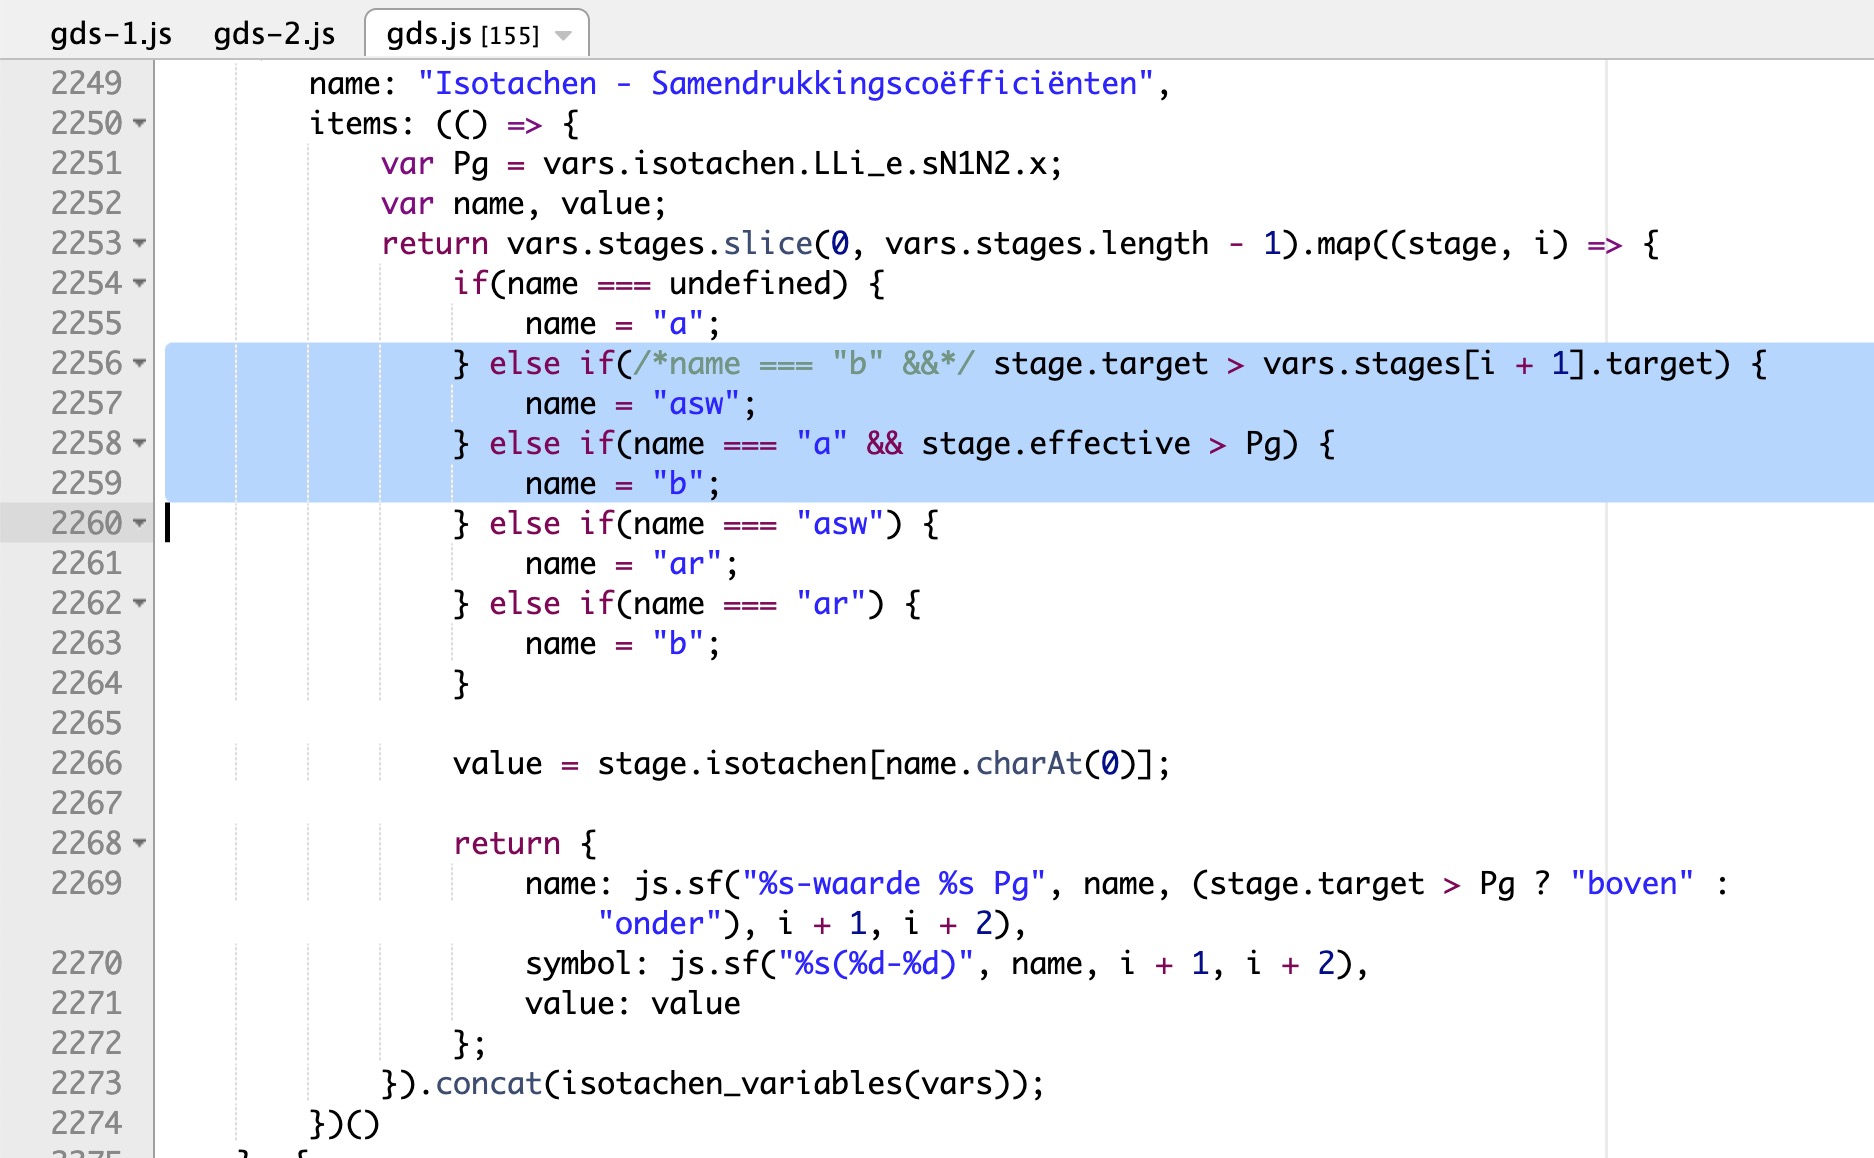 gds-1.js gds-2.js gds.js [155]
2249 name: "Isotachen - Samendrukkingscoëfficiënten",
2250 items: (() => {
2251 var Pg = vars.isotachen.LLi_e.sN1N2.x;
2252 var name, value;
2253 return vars.stages.slice(0, vars.stages.length - 1).map((stage, i) => {
2254 if(name === undefined) {
2255 name = "a";
2256 } else if(/*name === "b" &&*/ stage.target > vars.stages[i + 1].target) {
2257 name = "asw";
2258 } else if(name === "a" && stage.effective > Pg) {
2259 name = "b";
2260 } else if(name === "asw") {
2261 name = "ar";
2262 } else if(name === "ar") {
2263 name = "b";
2264 }
2265
2266 value = stage.isotachen[name.charAt(0)];
2267
2268 return {
2269 name: js.sf("%s-waarde %s Pg", name, (stage.target > Pg ? "boven" :
"onder"), i + 1, i + 2),
2270 symbol: js.sf("%s(%d-%d)", name, i + 1, i + 2),
2271 value: value
2272 };
2273 }).concat(isotachen_variables(vars));
2274 })()